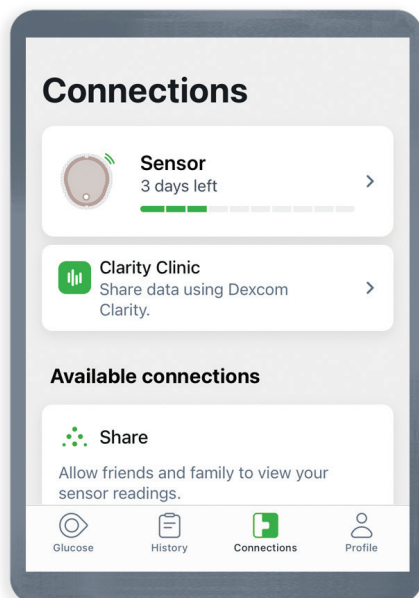 Connections
Sensor
3 days left
Clarity Clinic
Share data using Dexcom
Clarity.
Available connections
Share
Allow friends and family to view your
sensor readings.
Glucose
History
Connections
Profile